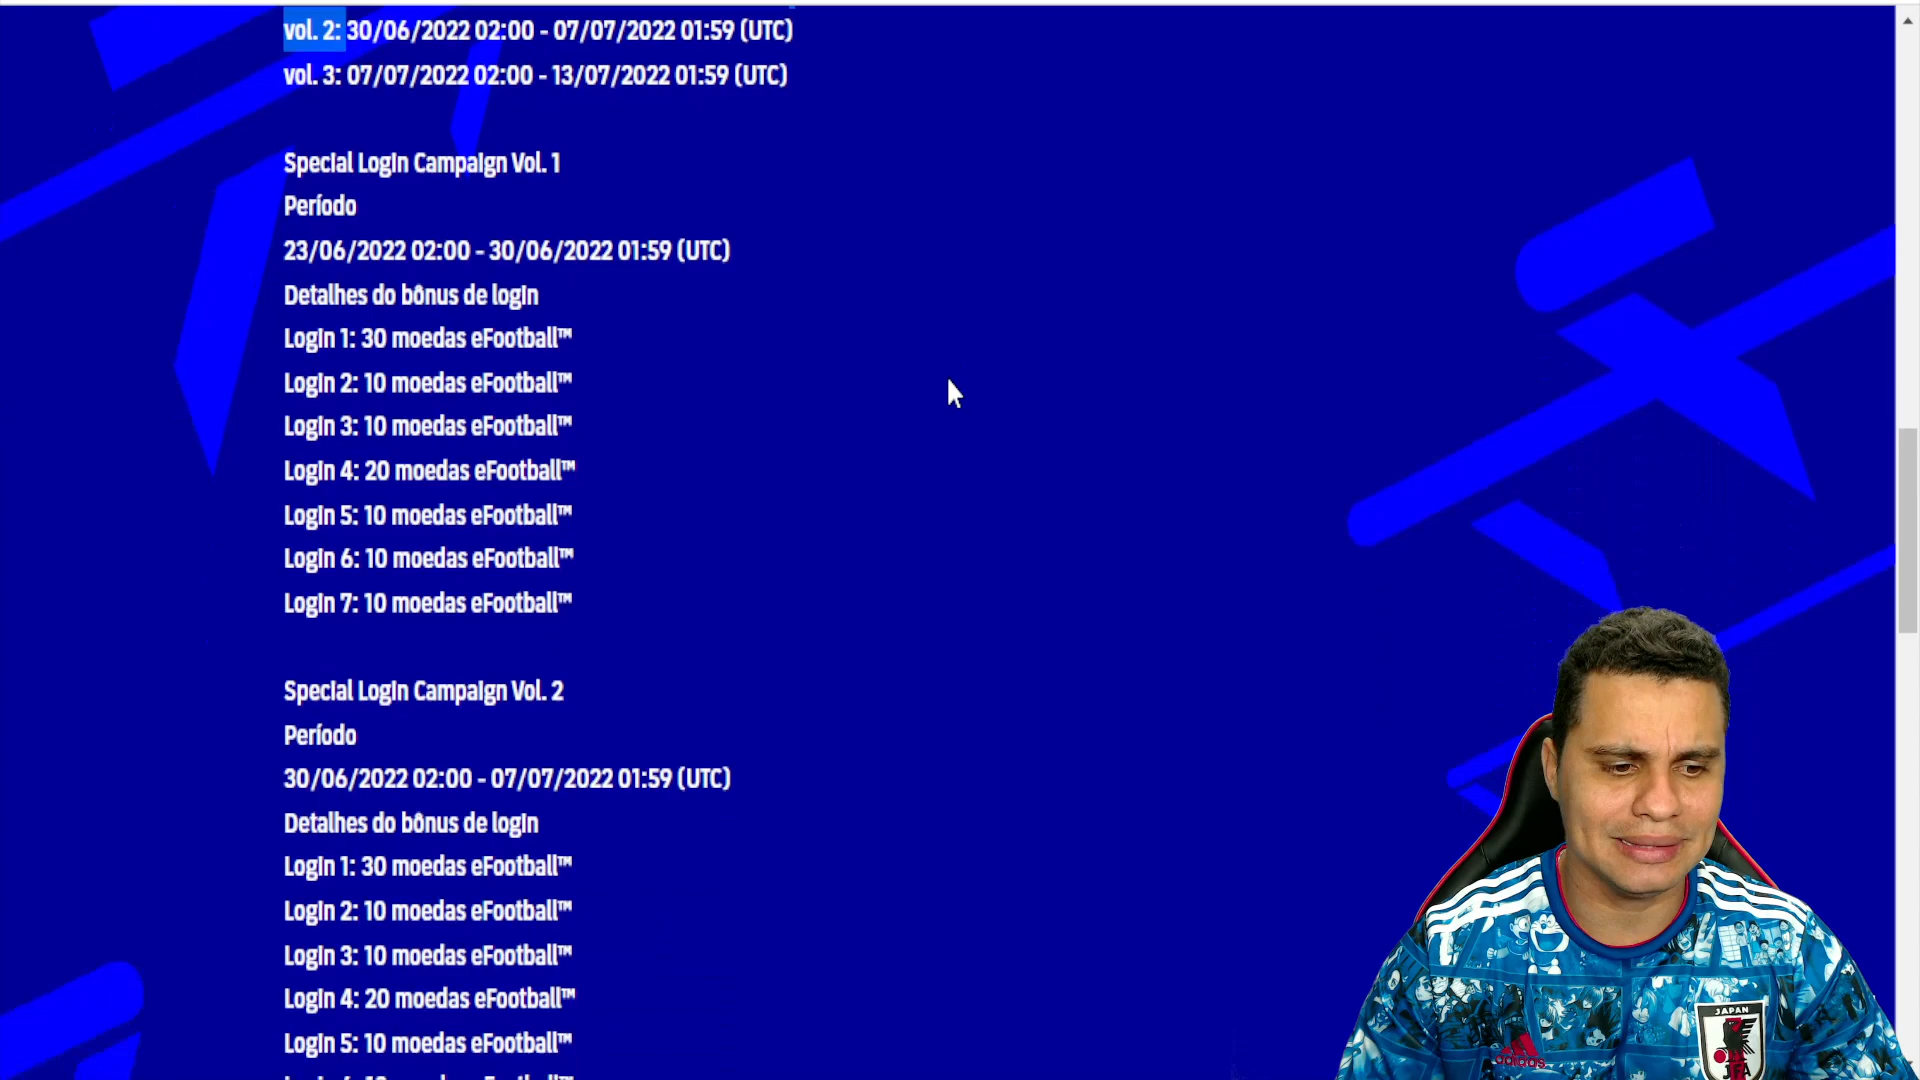 vol. 2: 30/06/2022 02:00 - 07/07/2022 01:59 (UTC)
vol. 3: 07/07/2022 02:00 - 13/07/2022 01:59 (UTC)
Special Login Campaign Vol. 1
Período
23/06/2022 02:00 - 30/06/2022 01:59 (UTC)
Detalhes do bônus de login
Login 1: 30 moedas eFootball™
Login 2: 10 moedas eFootball™
Login 3: 10 moedas eFootball™
Login 4: 20 moedas eFootball™
Login 5: 10 moedas eFootball™
Login 6: 10 moedas eFootball™
Login 7: 10 moedas eFootball™
Special Login Campaign Vol. 2
Período
30/06/2022 02:00 - 07/07/2022 01:59 (UTC)
Detalhes do bônus de login
Login 1: 30 moedas eFootball™
Login 2: 10 moedas eFootball™
Login 3: 10 moedas eFootball™
Login 4: 20 moedas eFootball™
Login 5: 10 moedas eFootball™
JAPAN
adidas
JFA